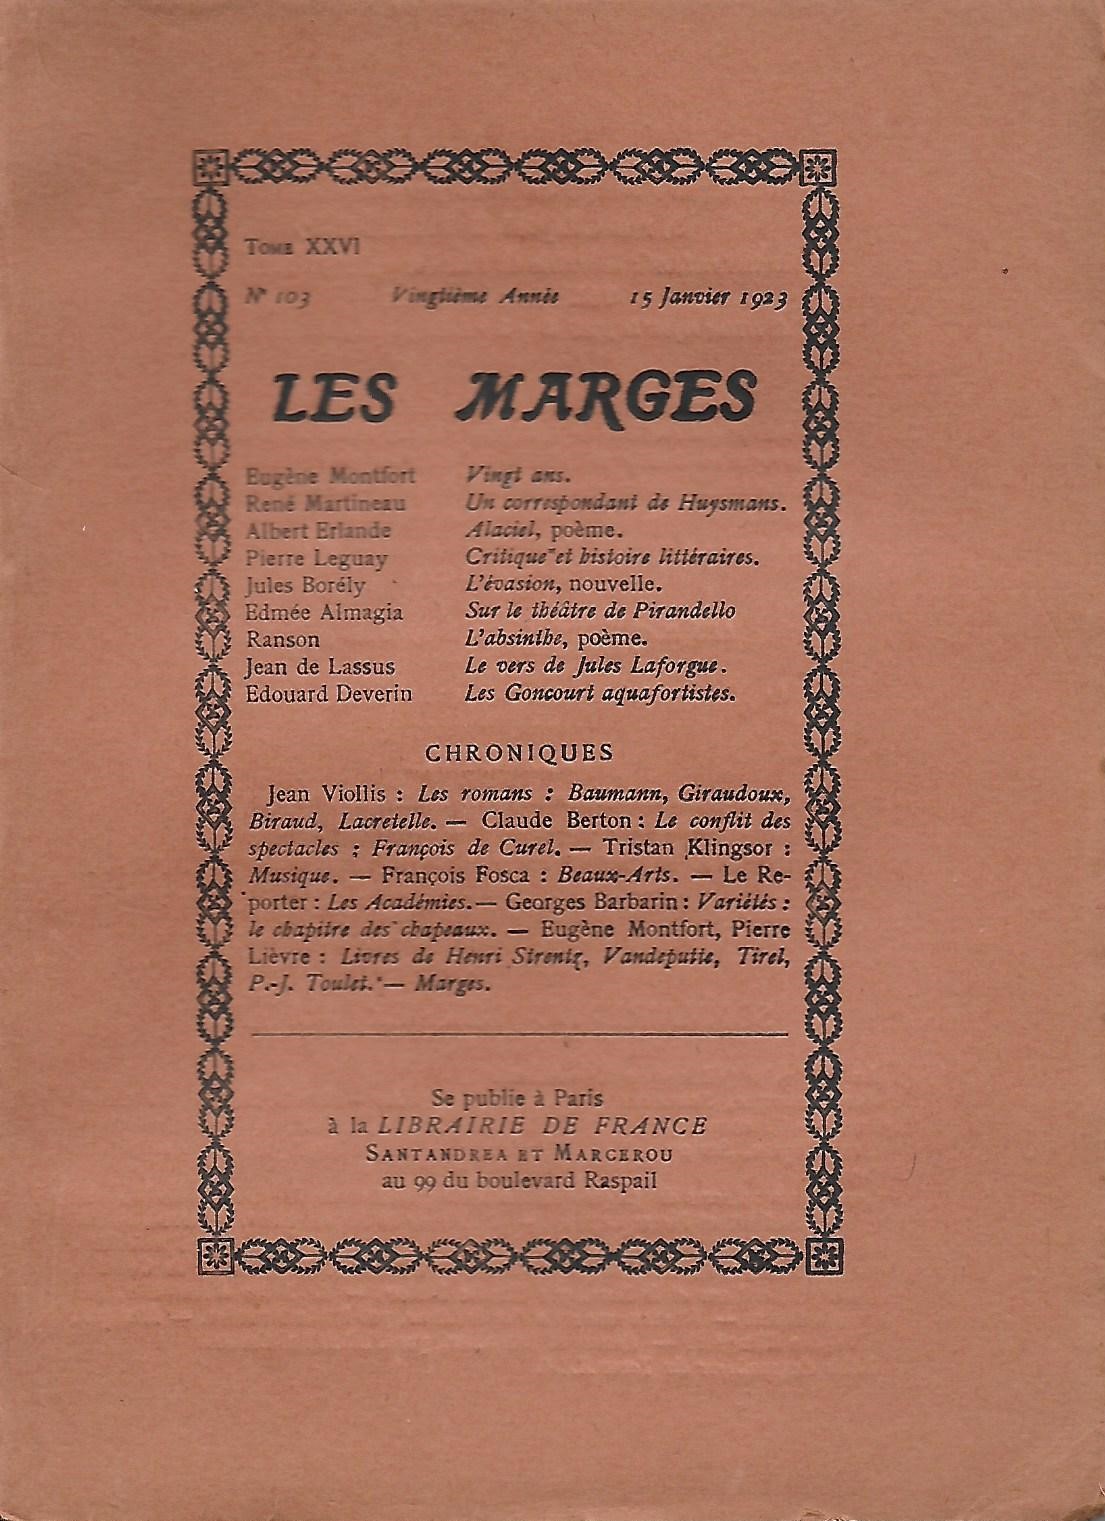 Tome XXVI
N° 103 Vingtième Année 15 Janvier 1923
LES MARGES
Eugène Montfort Vingt ans.
René Martineau Un correspondant de Huysmans.
Albert Erlande Alaciel, poème.
Pierre Leguay Critique et histoire littéraires.
Jules Borély L'évasion, nouvelle.
Edmée Almagia Sur le théâtre de Pirandello
Ranson L'absinthe, poème.
Jean de Lassus Le vers de Jules Laforgue.
Edouard Deverin Les Goncourt aquafortistes.
CHRONIQUES
Jean Viollis : Les romans : Baumann, Giraudoux,
Biraud, Lacretelle. — Claude Berton : Le conflit des
spectacles ; François de Curel. — Tristan Klingsor :
Musique. — François Fosca : Beaux-Arts. — Le Re-
porter : Les Académies. — Georges Barbarin : Variétés :
le chapitre des chapeaux. — Eugène Montfort, Pierre
Lièvre : Livres de Henri Strentz, Vandeputte, Tirel,
P.-J. Toulet. — Marges.
Se publie à Paris
à la LIBRAIRIE DE FRANCE
SANTANDREA ET MARCEROU
au 99 du boulevard Raspail